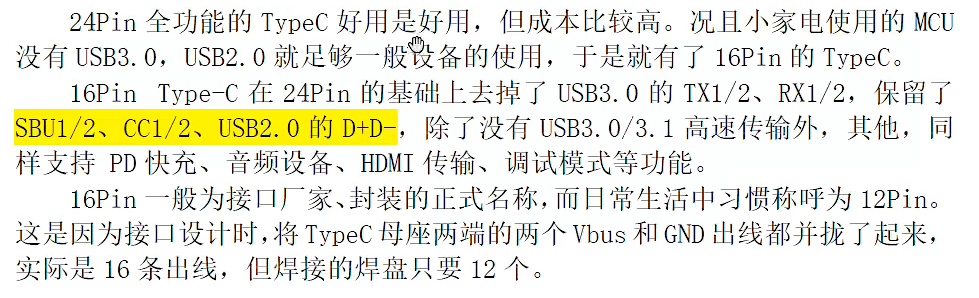 24Pin 全功能的 TypeC 好用是好用，但成本比较高。况且小家电使用的 MCU
没有 USB3.0，USB2.0 就足够一般设备的使用，于是就有了 16Pin 的 TypeC。
16Pin Type-C 在 24Pin 的基础上去掉了 USB3.0 的 TX1/2、RX1/2，保留了
SBU1/2、CC1/2、USB2.0 的 D+D-，除了没有 USB3.0/3.1 高速传输外，其他，同
样支持 PD 快充、音频设备、HDMI 传输、调试模式等功能。
16Pin 一般为接口厂家、封装的正式名称，而日常生活中习惯称呼为 12Pin。
这是因为接口设计时，将 TypeC 母座两端的两个 Vbus 和 GND 出线都并拢了起来，
实际是 16 条出线，但焊接的焊盘只要 12 个。